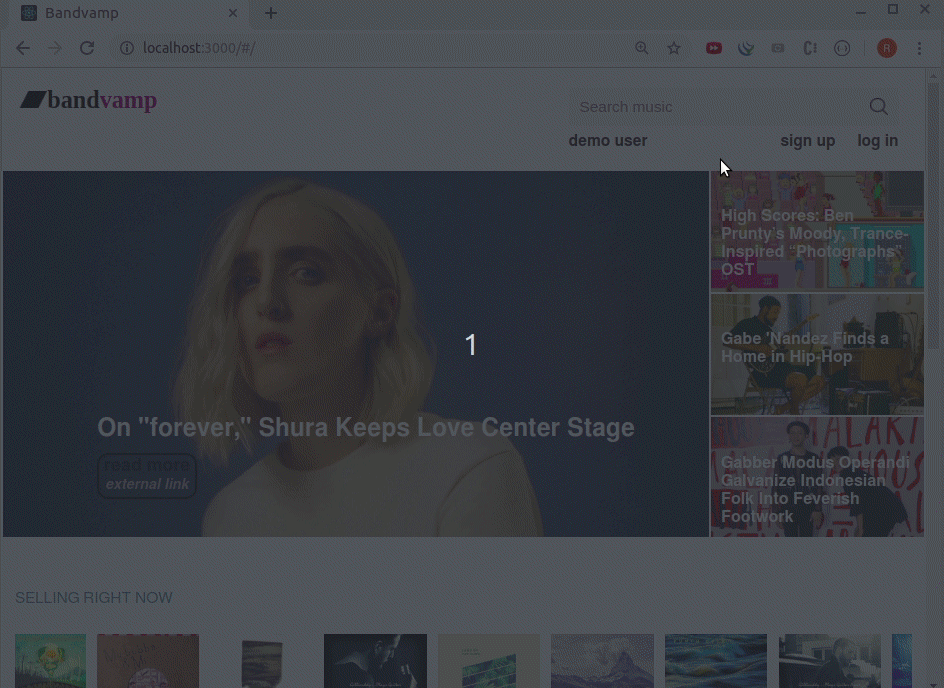 Bandvamp
localhost:3000/#/
R
bandvamp
Search music
demo user
sign up
log in
High Scores: Ben
Prunty's Moody, Trance-
Inspired “Photographs”
OST
Gabe 'Nandez Finds a
Home in Hip-Hop
1
On "forever," Shura Keeps Love Center Stage
read more
external link
Gabber Modus Operandi
Galvanize Indonesian
Folk Into Feverish
Footwork
SELLING RIGHT NOW